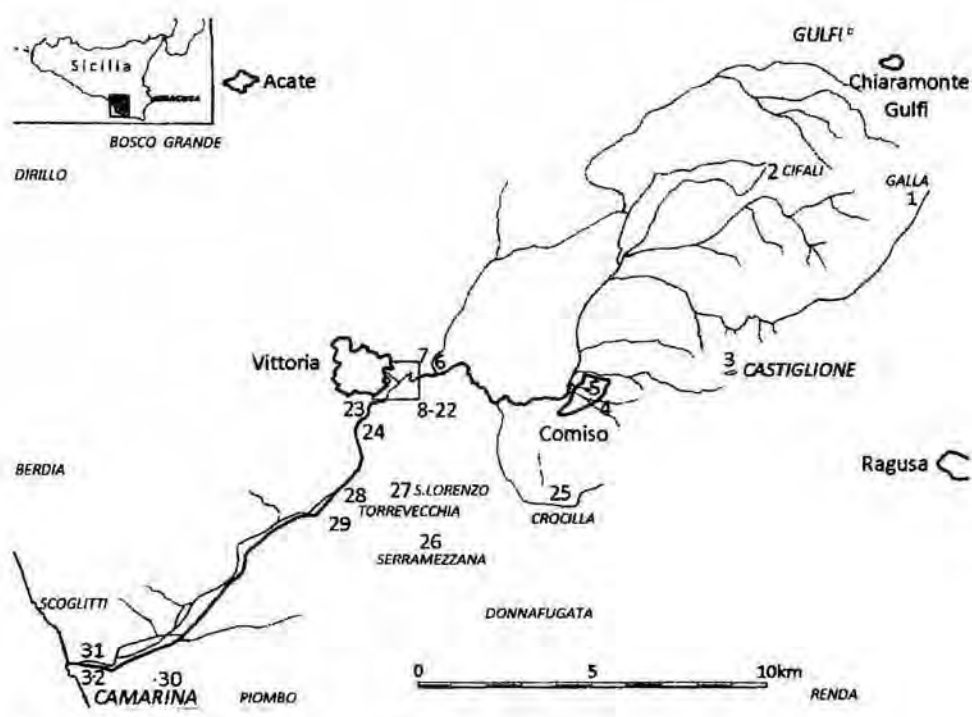 Sicilia
SIRACUSA
Acate
BOSCO GRANDE
DIRILLO
GULFI
Chiaramonte
Gulfi
2 CIFALI
GALLA
1
Vittoria
7
6
3
CASTIGLIONE
5
4
23
8-22
24
Comiso
Ragusa
BERDIA
28
27 S.LORENZO
TORREVECCHIA
29
25
CROCILLA
26
SERRAMEZZANA
SCOGLITTI
DONNAFUGATA
31
32
30
CAMARINA
PIOMBO
0
5
10km
RENDA